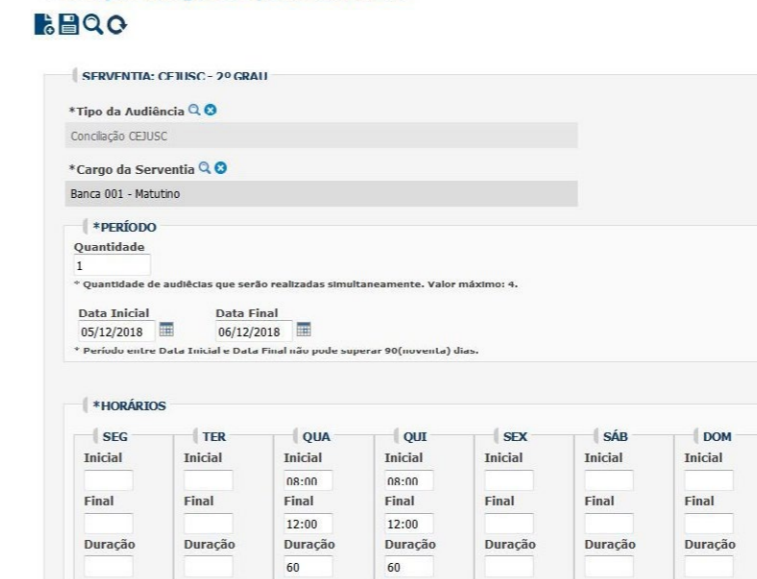 SERVENTIA: CEJUSC - 2º GRAU
*Tipo da Audiência
Conciliação CEJUSC
*Cargo da Serventia
Banca 001 - Matutino
*PERÍODO
Quantidade
1
* Quantidade de audiêcias que serão realizadas simultaneamente. Valor máximo: 4.
Data Inicial Data Final
05/12/2018 06/12/2018
* Período entre Data Inicial e Data Final não pode superar 90(noventa) dias.
*HORÁRIOS
SEG TER QUA QUI SEX SÁB DOM
Inicial Inicial Inicial Inicial Inicial Inicial Inicial
08:00 08:00
Final Final Final Final Final Final Final
12:00 12:00
Duração Duração Duração Duração Duração Duração Duração
60 60